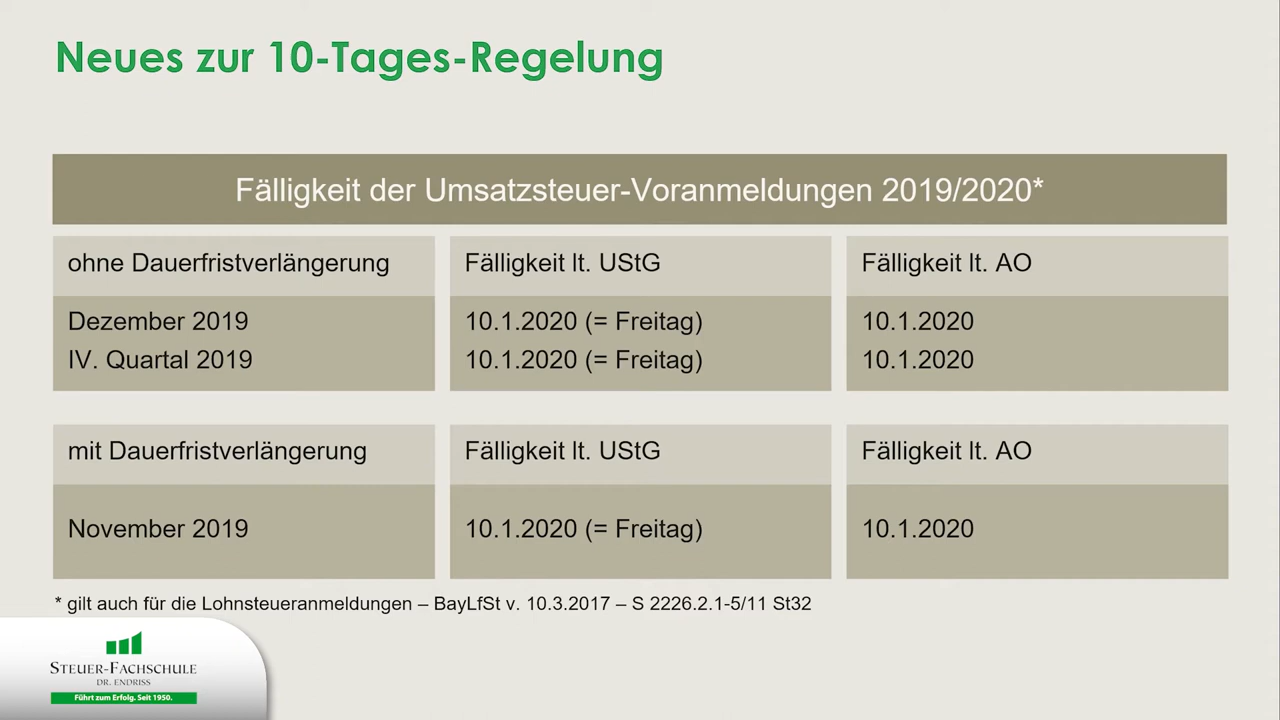 Neues zur 10-Tages-Regelung
Fälligkeit der Umsatzsteuer-Voranmeldungen 2019/2020*
ohne Dauerfristverlängerung Fälligkeit lt. UStG Fälligkeit lt. AO
Dezember 2019 10.1.2020 (= Freitag) 10.1.2020
IV. Quartal 2019 10.1.2020 (= Freitag) 10.1.2020
mit Dauerfristverlängerung Fälligkeit lt. UStG Fälligkeit lt. AO
November 2019 10.1.2020 (= Freitag) 10.1.2020
* gilt auch für die Lohnsteueranmeldungen – BayLfSt v. 10.3.2017 – S 2226.2.1-5/11 St32
STEUER-FACHSCHULE
DR. ENDRISS
Führt zum Erfolg. Seit 1950.